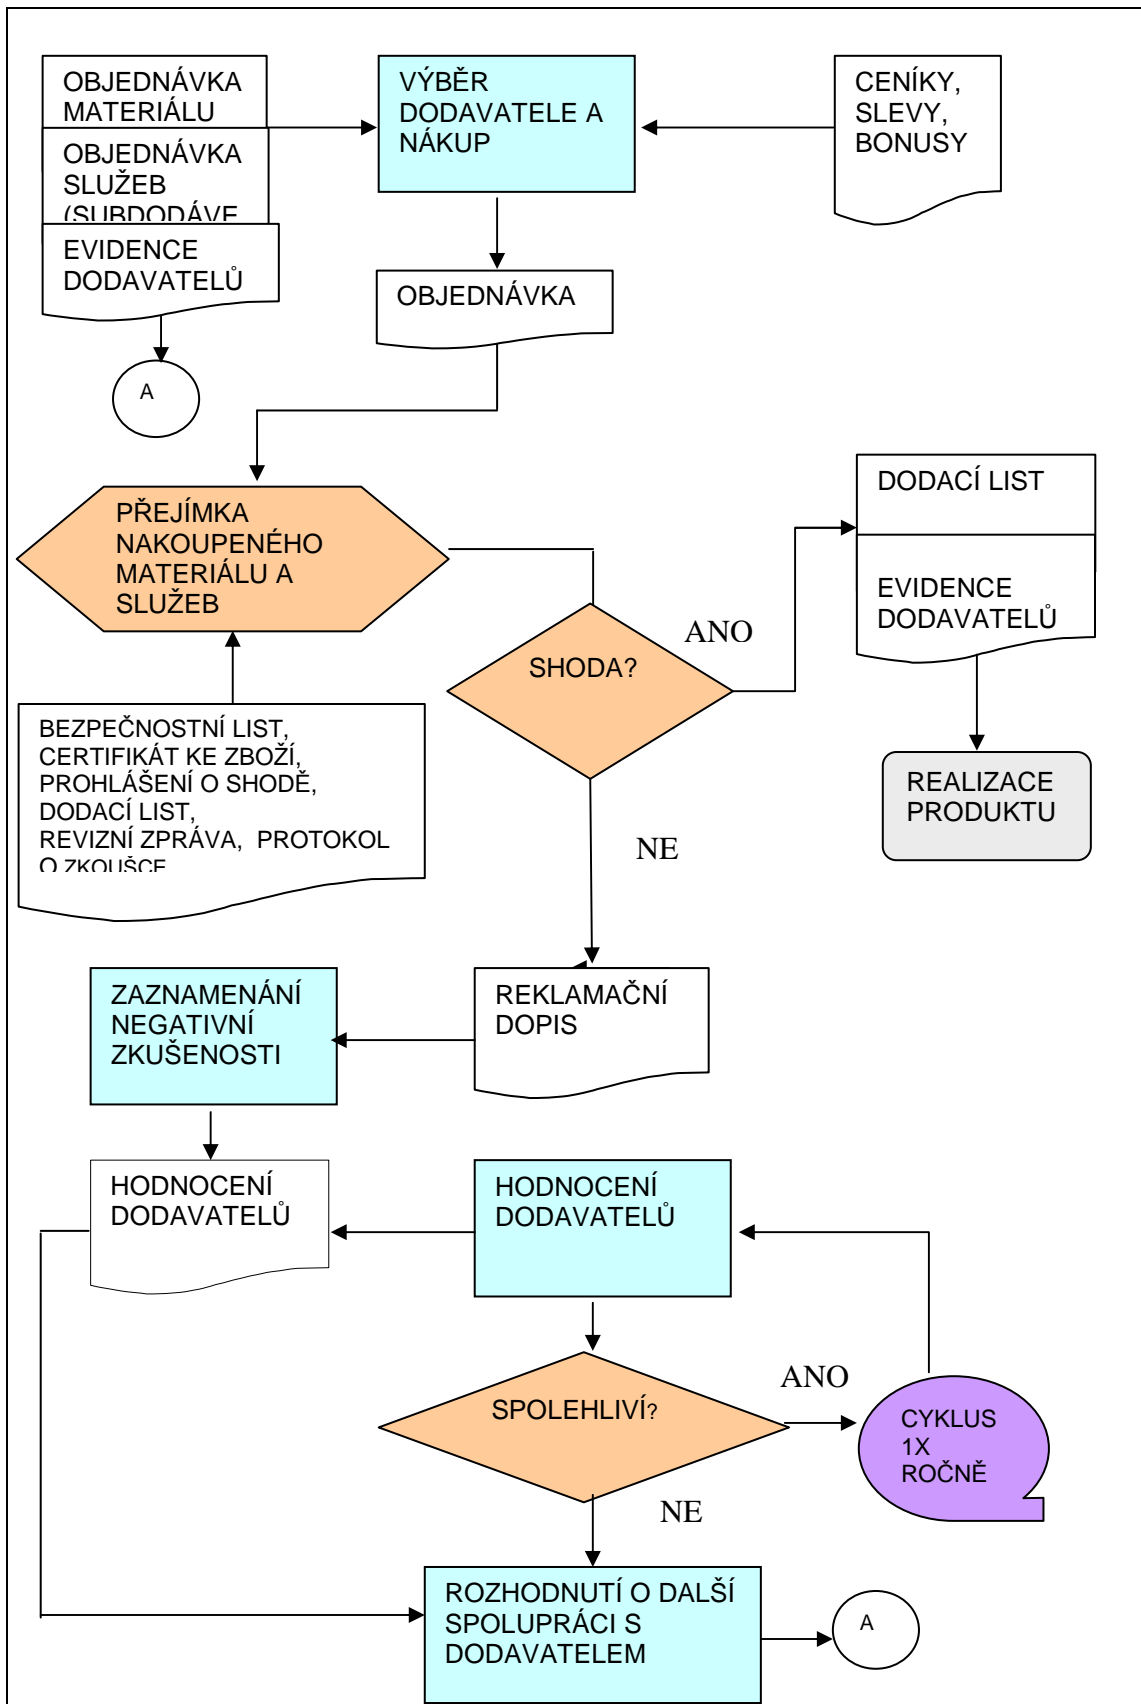 OBJEDNÁVKA
MATERIÁLU
OBJEDNÁVKA
SLUŽEB
(SUBDODÁVE
EVIDENCE
DODAVATELŮ
VÝBĚR
DODAVATELE A
NÁKUP
CENÍKY,
SLEVY,
BONUSY
OBJEDNÁVKA
A
PŘEJÍMKA
NAKOUPENÉHO
MATERIÁLU A
SLUŽEB
DODACÍ LIST
EVIDENCE
DODAVATELŮ
ANO
SHODA?
BEZPEČNOSTNÍ LIST,
CERTIFIKÁT KE ZBOŽÍ,
PROHLÁŠENÍ O SHODĚ,
DODACÍ LIST,
REVIZNÍ ZPRÁVA, PROTOKOL
O ZKOUŠCE
REALIZACE
PRODUKTU
NE
ZAZNAMENÁNÍ
NEGATIVNÍ
ZKUŠENOSTI
REKLAMAČNÍ
DOPIS
HODNOCENÍ
DODAVATELŮ
HODNOCENÍ
DODAVATELŮ
SPOLEHLIVÍ?
ANO
CYKLUS
1X
ROČNĚ
NE
ROZHODNUTÍ O DALŠÍ
SPOLUPRÁCI S
DODAVATELEM
A